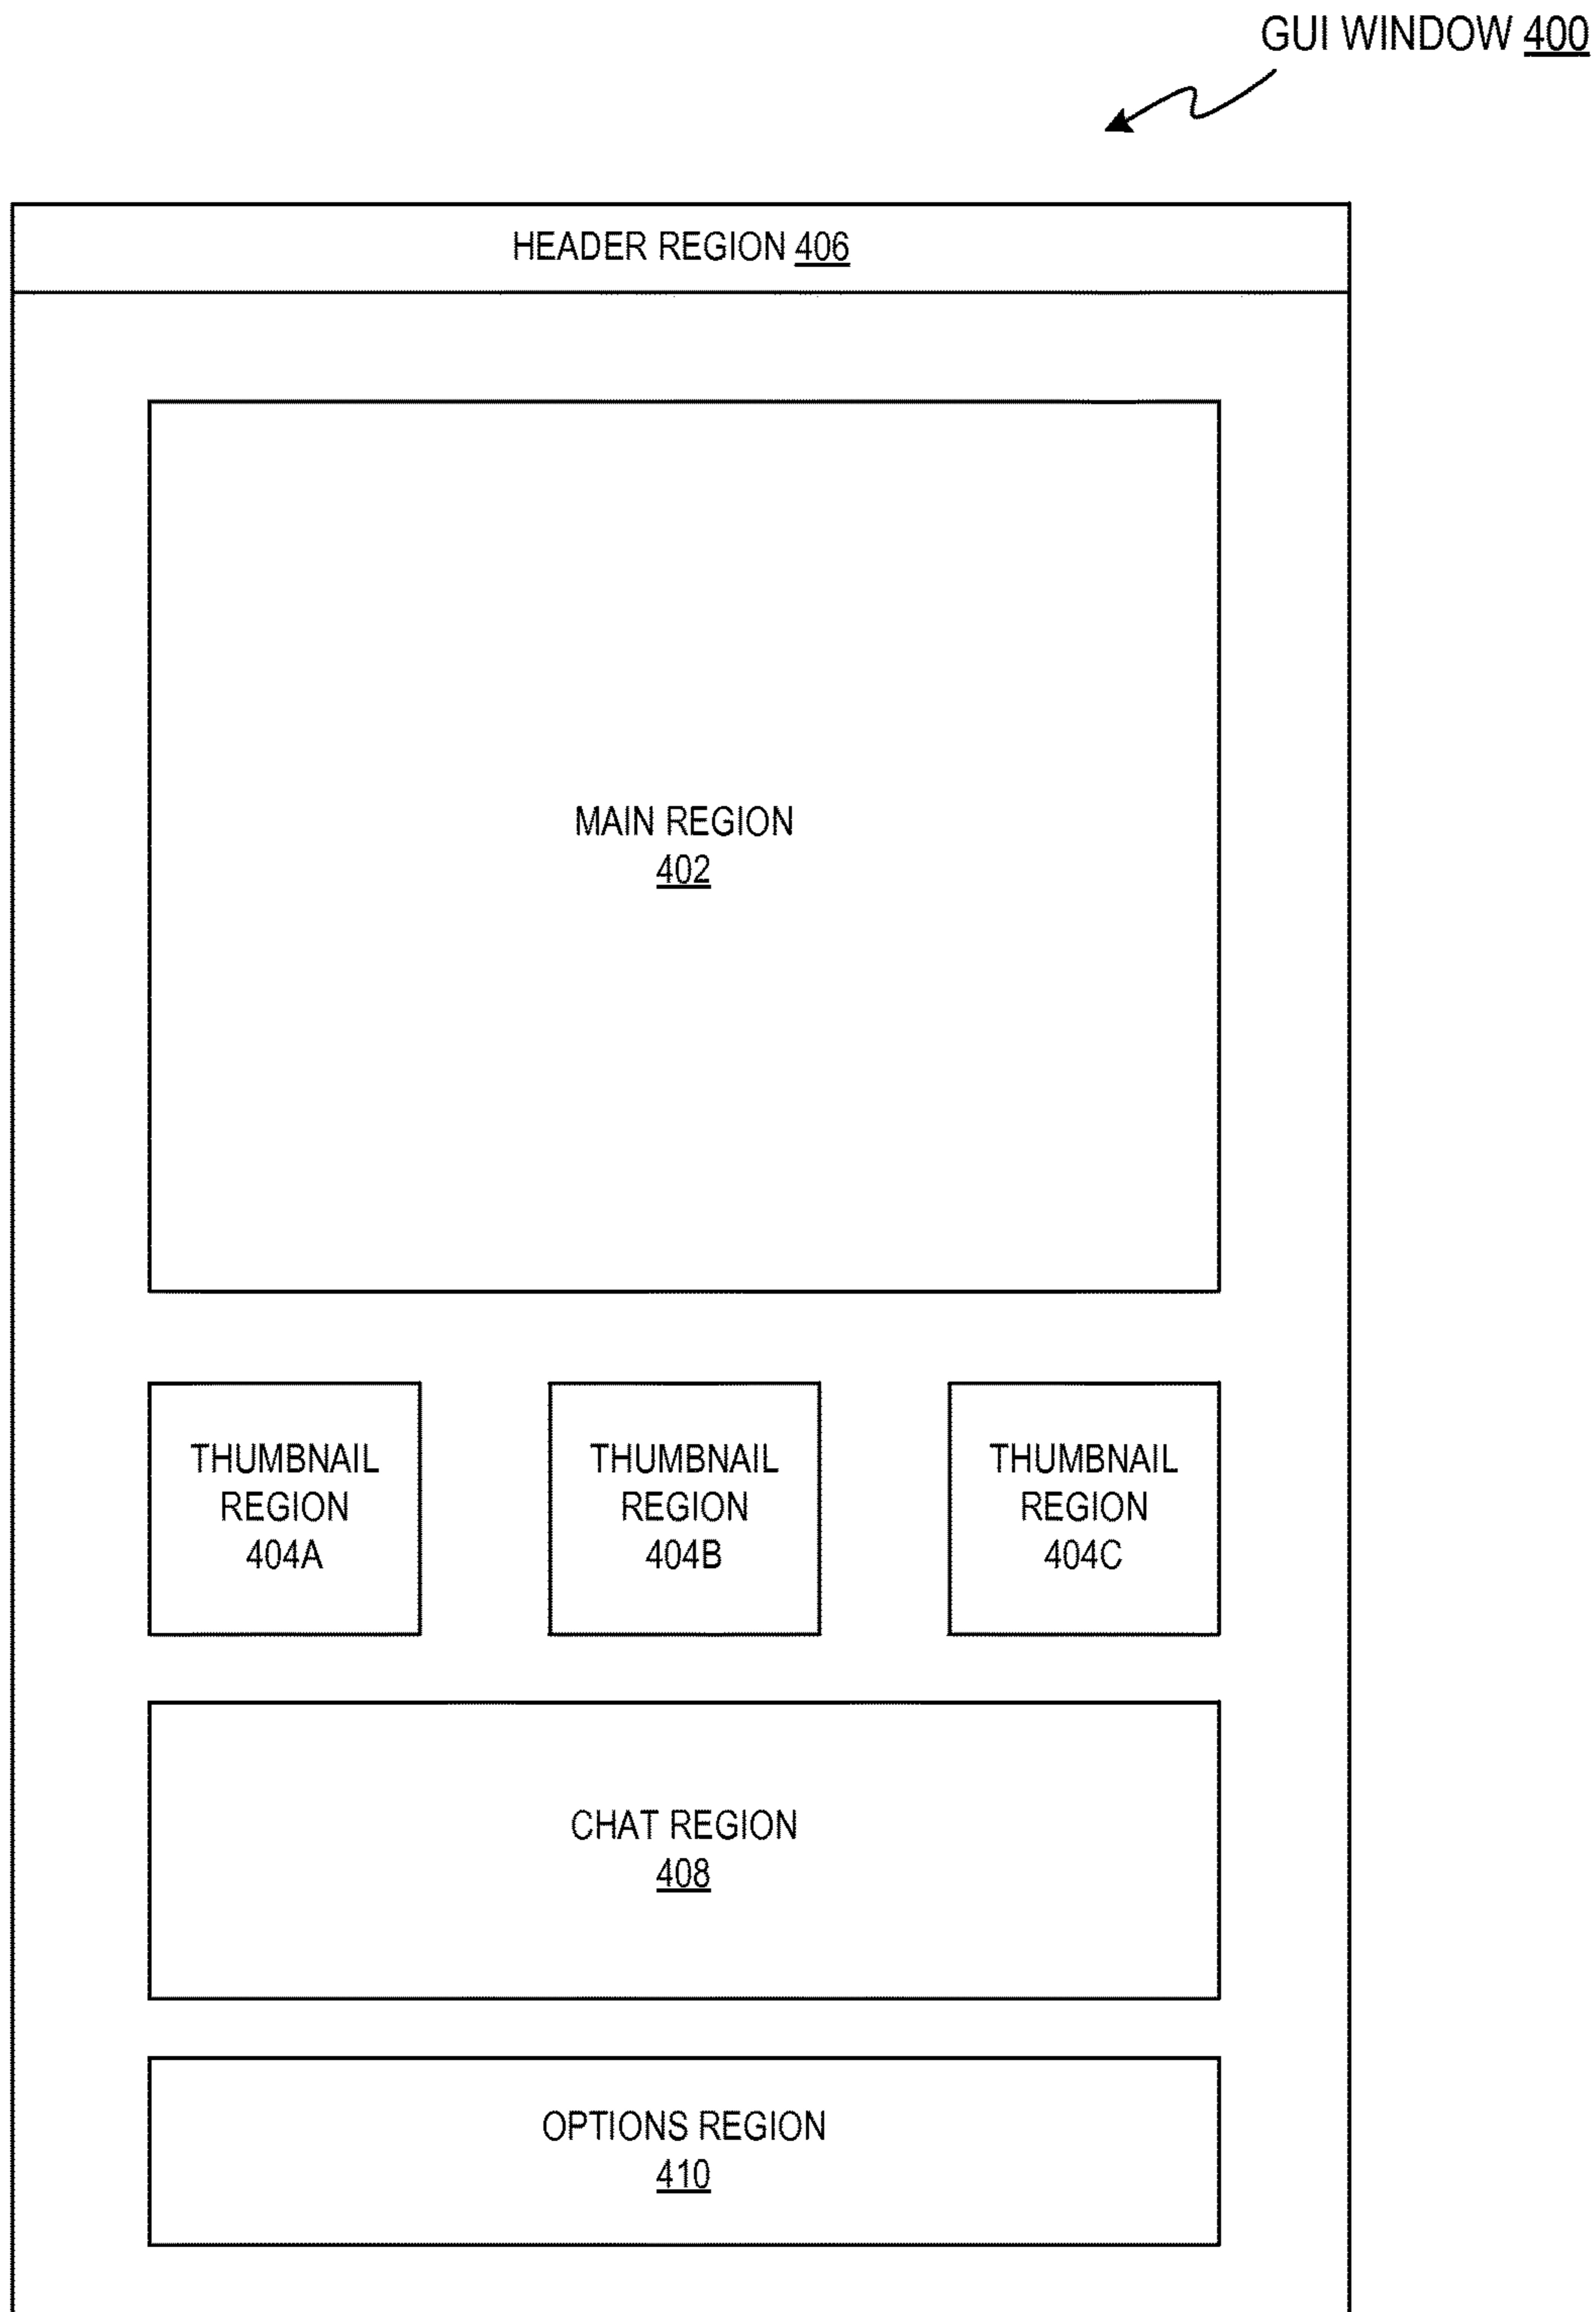 GUI WINDOW 400
HEADER REGION 406
MAIN REGION
402
THUMBNAIL
REGION
404A
THUMBNAIL
REGION
404B
THUMBNAIL
REGION
404C
CHAT REGION
408
OPTIONS REGION
410